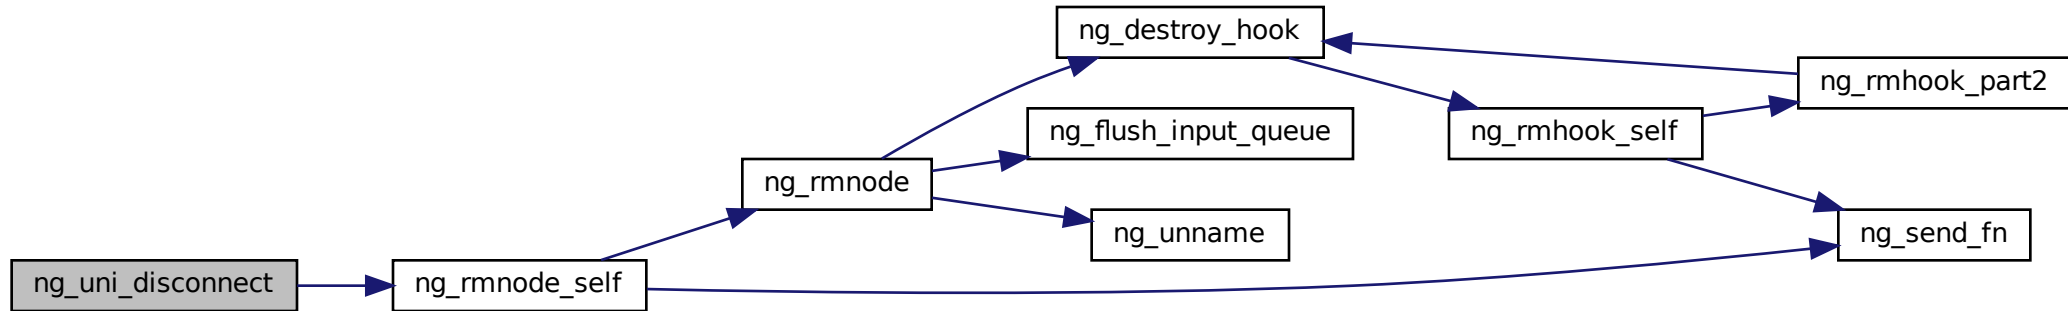 ng_destroy_hook
ng_rmhook_part2
ng_flush_input_queue
ng_rmhook_self
ng_rmnode
ng_unname
ng_send_fn
ng_uni_disconnect
ng_rmnode_self